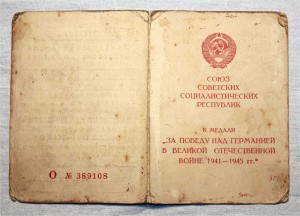 О № 389108
СОЮЗ
СОВЕТСКИХ
СОЦИАЛИСТИЧЕСКИХ
РЕСПУБЛИК
К МЕДАЛИ
„ЗА ПОБЕДУ НАД ГЕРМАНИЕЙ
В ВЕЛИКОЙ ОТЕЧЕСТВЕННОЙ
ВОЙНЕ 1941—1945 гг."